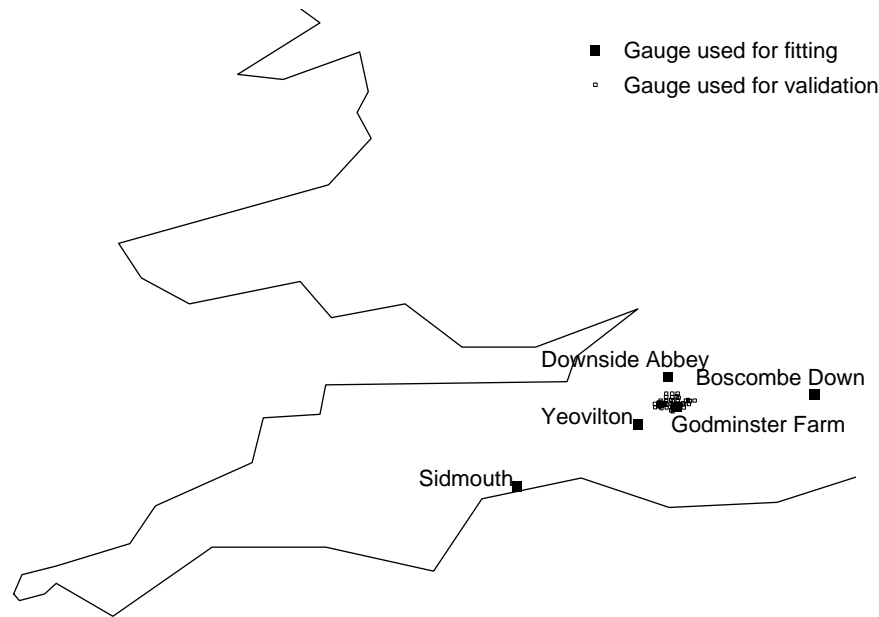 Gauge used for fitting
Gauge used for validation
Downside Abbey
Boscombe Down
Yeovilton
Godminster Farm
Sidmouth